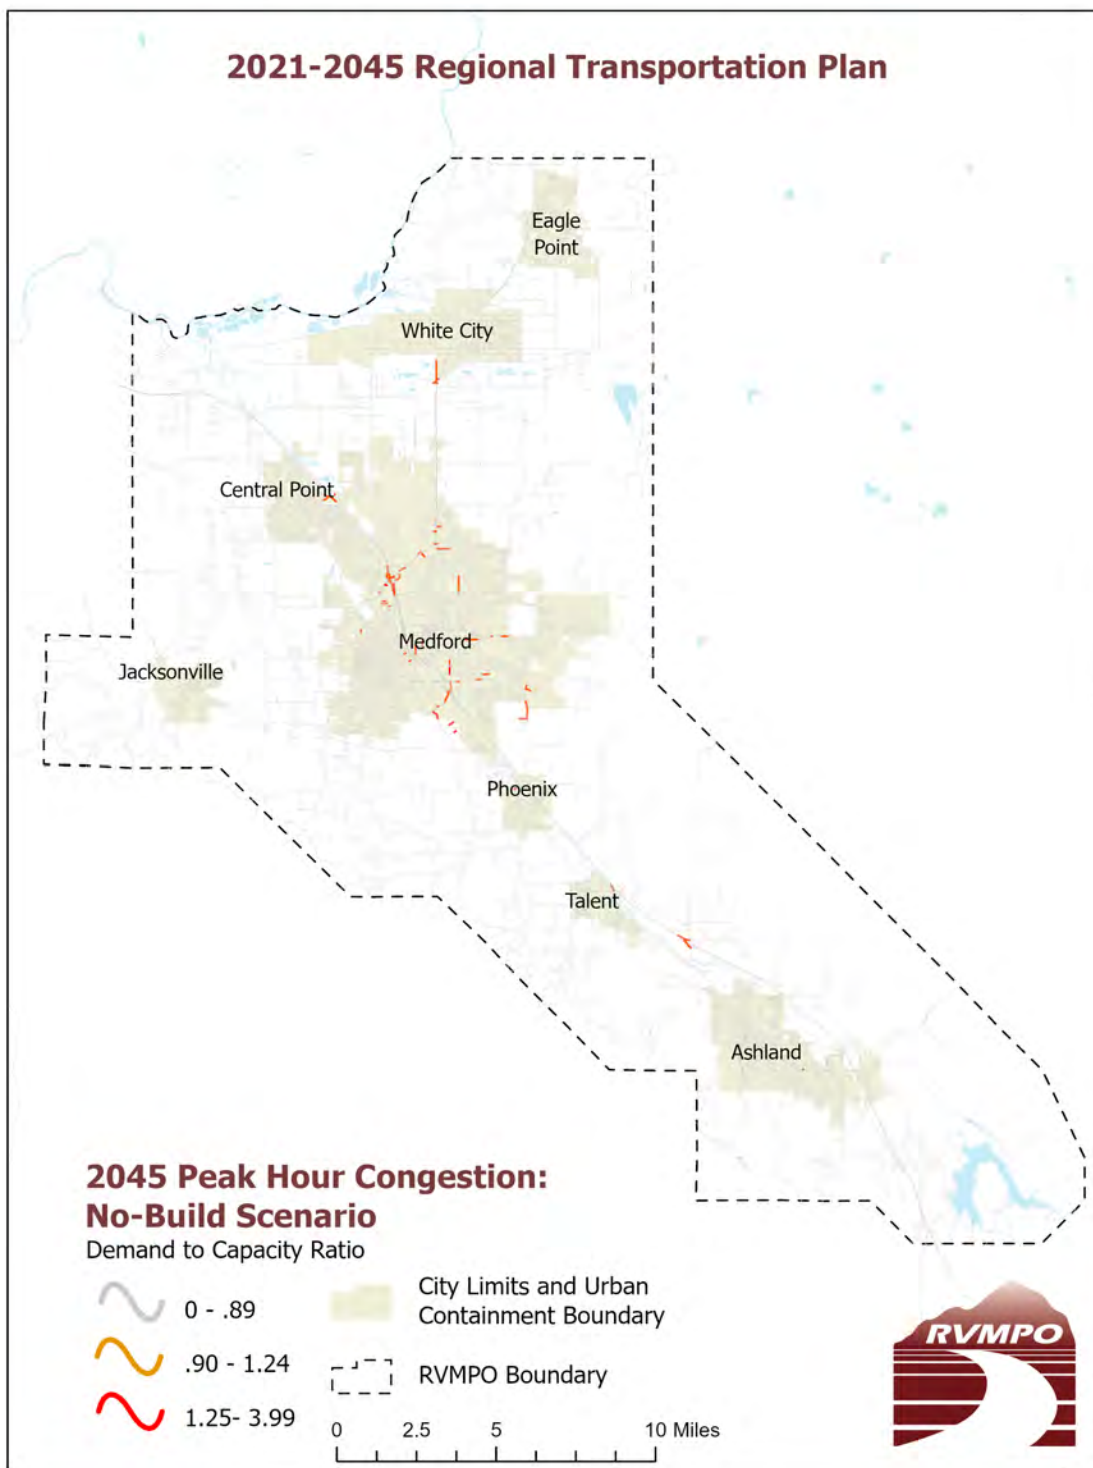 2021-2045 Regional Transportation Plan
Eagle
Point
White City
Central Point
Medford
Jacksonville
Phoenix
Talent
Ashland
2045 Peak Hour Congestion:
No-Build Scenario
Demand to Capacity Ratio
0 - .89
.90 - 1.24
1.25- 3.99
City Limits and Urban
Containment Boundary
RVMPO Boundary
0 2.5 5 10 Miles
RVMPO